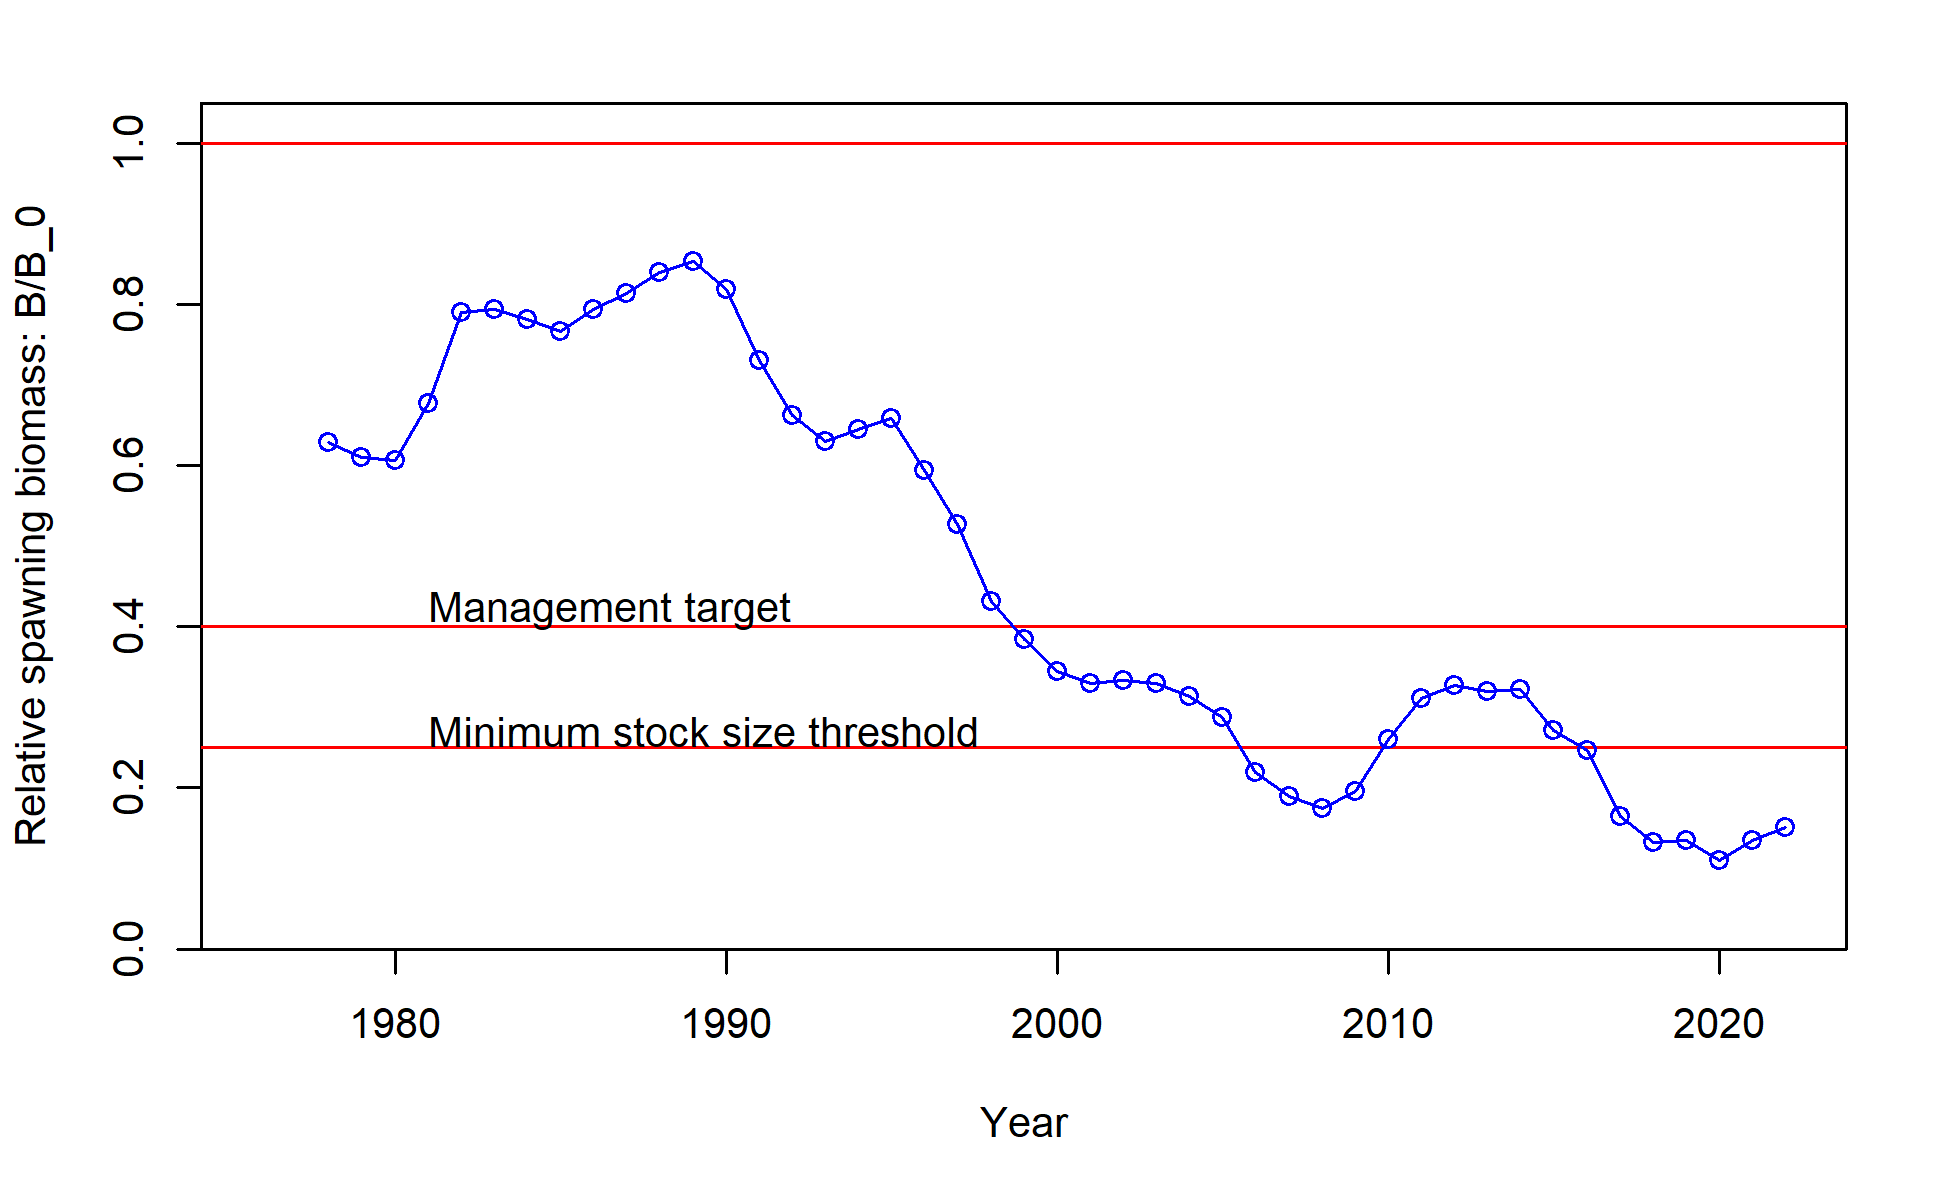 Relative spawning biomass: B/B_0
1.0
0.8
0.6
0.4
0.2
0.0
Management target
Minimum stock size threshold
1980 1990 2000 2010 2020
Year